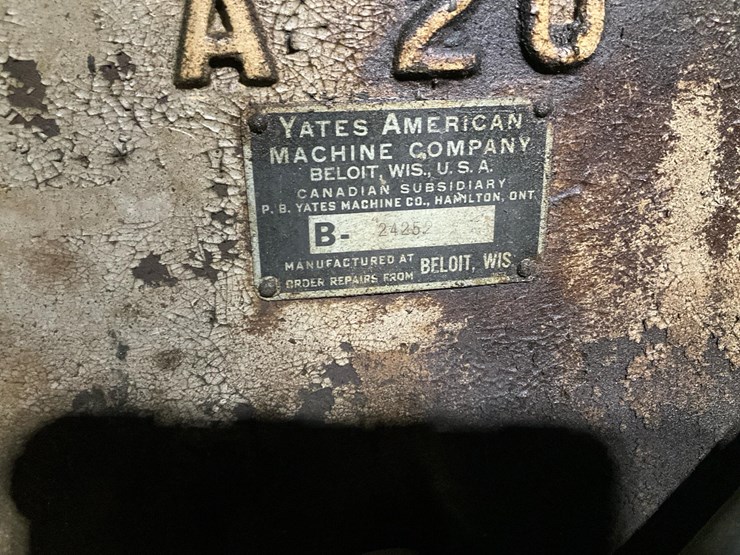 A 20
YATES AMERICAN
MACHINE COMPANY
BELOIT, WIS., U. S. A.
CANADIAN SUBSIDIARY
P. B. YATES MACHINE CO., HAMILTON, ONT.
B- 24252
MANUFACTURED AT BELOIT, WIS.
ORDER REPAIRS FROM